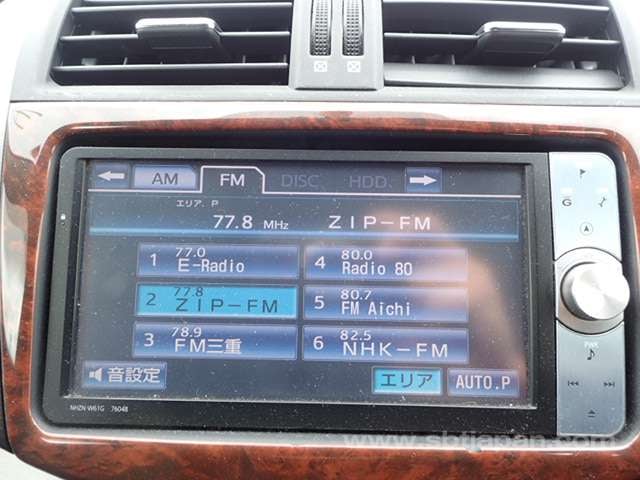 AM FM DISC HDD
エリア.P
77.8 MHz ZIP-FM
1 77.0 E-Radio
4 80.0 Radio 80
2 77.8 ZIP-FM
5 80.7 FM Aichi
3 78.9 FM三重
6 82.5 NHK-FM
音設定 エリア AUTO.P
NHZN-W61G 76048
G
PWR
www.sbtjapan.com